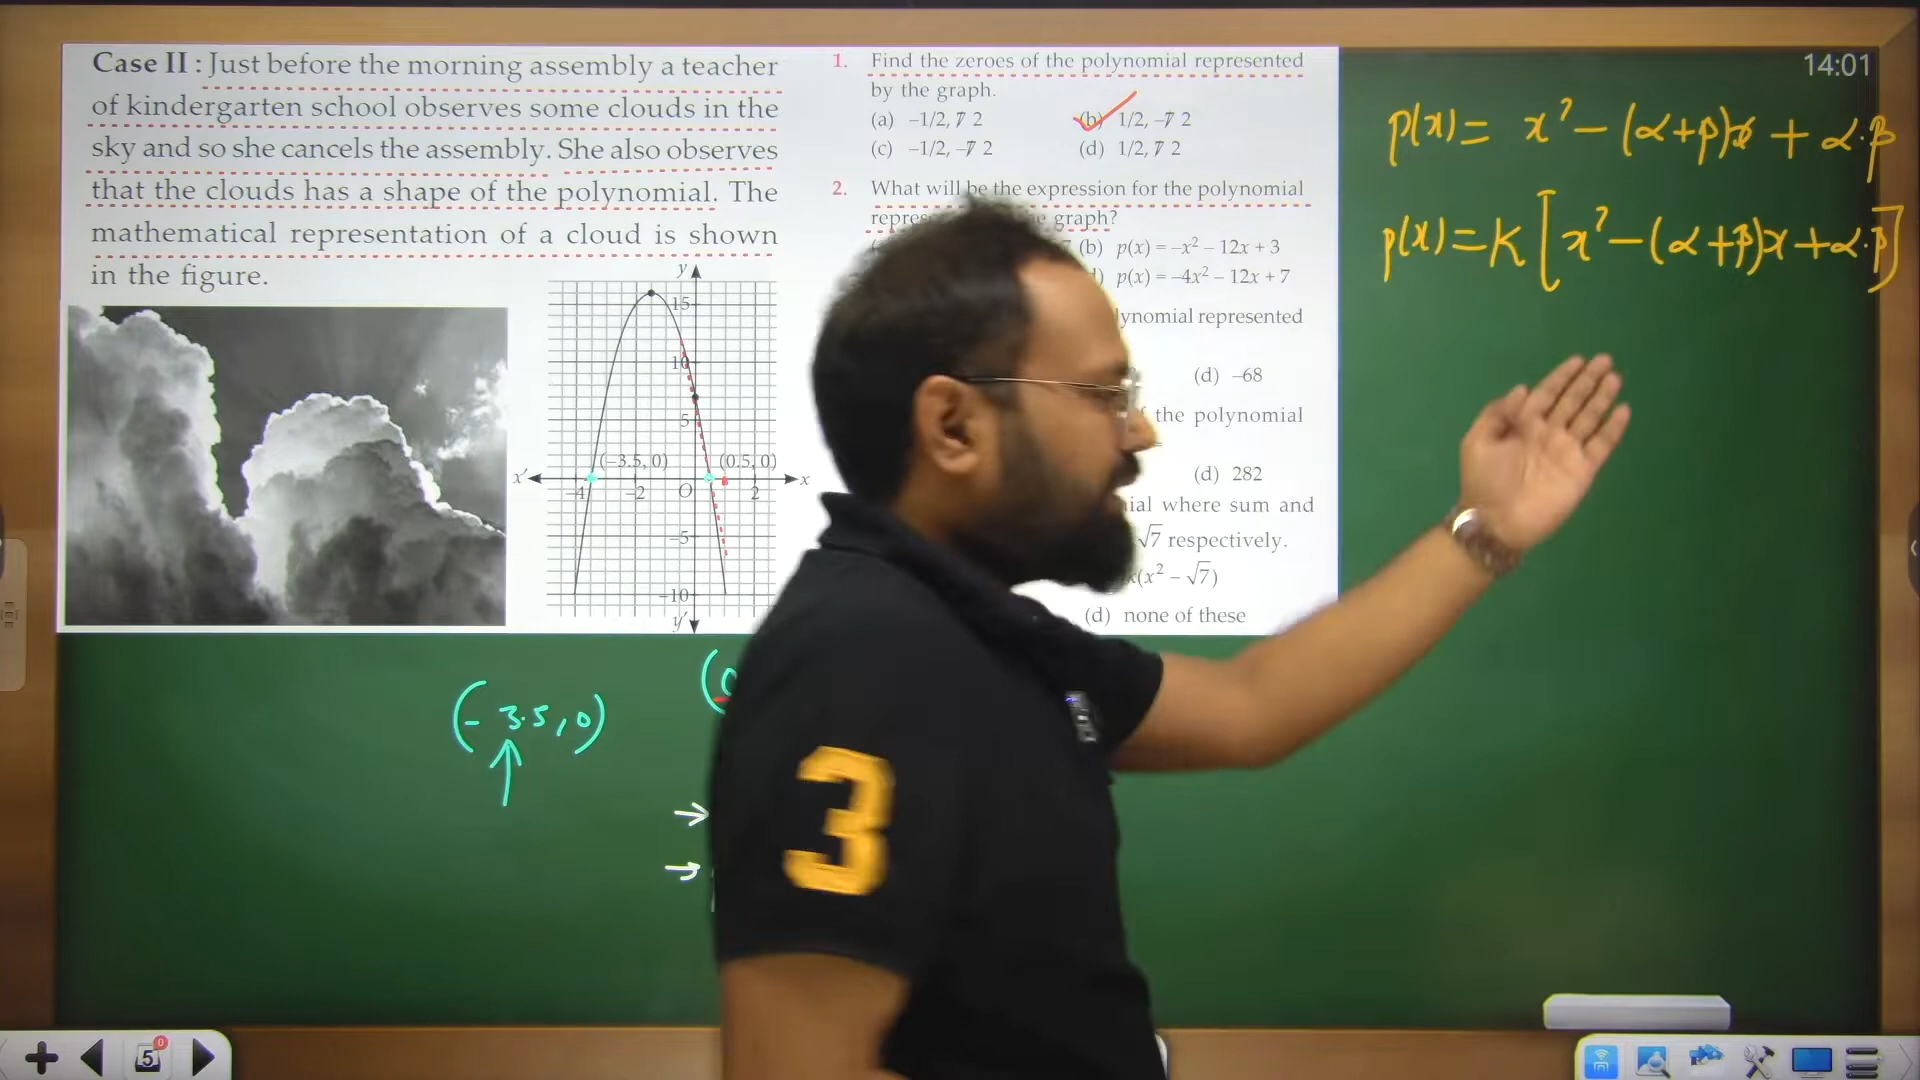 14:01
Case II : Just before the morning assembly a teacher
of kindergarten school observes some clouds in the
sky and so she cancels the assembly. She also observes
that the clouds has a shape of the polynomial. The
mathematical representation of a cloud is shown
in the figure.
y
15
10
5
(−3.5, 0) (0.5, 0)
x′ −4 −2 O 2 x
−5
−10
y′
1. Find the zeroes of the polynomial represented
by the graph.
(a) −1/2, 7 2 (b) 1/2, −7 2
(c) −1/2, −7 2 (d) 1/2, 7 2
2. What will be the expression for the polynomial
graph?
(b) p(x) = −x² − 12x + 3
p(x) = −4x² − 12x + 7
represented
(d) −68
the polynomial
(d) 282
where sum and
√7 respectively.
(x² − √7)
(d) none of these
p(x) = x² − (α+β)x + α.β
p(x) = K [x² − (α+β)x + α.β]
(−3.5, 0)
3
5
0